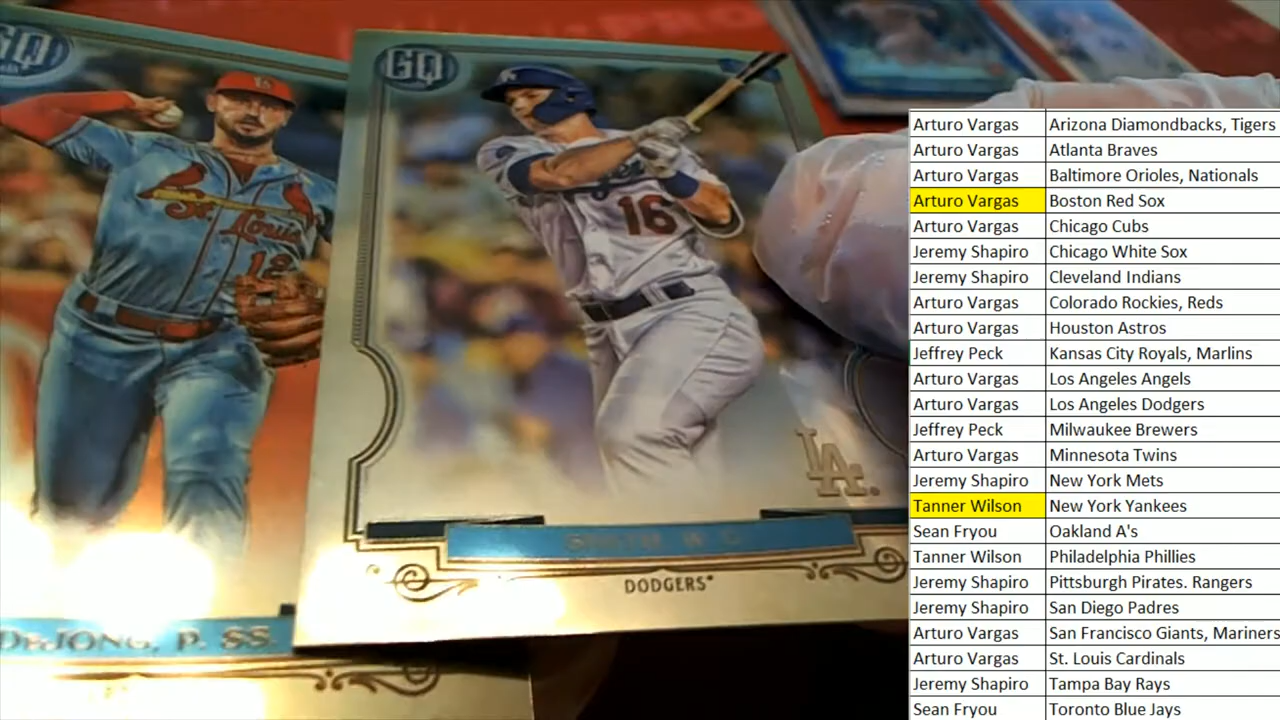 GQ
GQ
St. Louis
12
16
LA
DODGERS
DEJONG, P. SS.
Arturo Vargas Arizona Diamondbacks, Tigers
Arturo Vargas Atlanta Braves
Arturo Vargas Baltimore Orioles, Nationals
Arturo Vargas Boston Red Sox
Arturo Vargas Chicago Cubs
Jeremy Shapiro Chicago White Sox
Jeremy Shapiro Cleveland Indians
Arturo Vargas Colorado Rockies, Reds
Arturo Vargas Houston Astros
Jeffrey Peck Kansas City Royals, Marlins
Arturo Vargas Los Angeles Angels
Arturo Vargas Los Angeles Dodgers
Jeffrey Peck Milwaukee Brewers
Arturo Vargas Minnesota Twins
Jeremy Shapiro New York Mets
Tanner Wilson New York Yankees
Sean Fryou Oakland A's
Tanner Wilson Philadelphia Phillies
Jeremy Shapiro Pittsburgh Pirates. Rangers
Jeremy Shapiro San Diego Padres
Arturo Vargas San Francisco Giants, Mariners
Arturo Vargas St. Louis Cardinals
Jeremy Shapiro Tampa Bay Rays
Sean Fryou Toronto Blue Jays